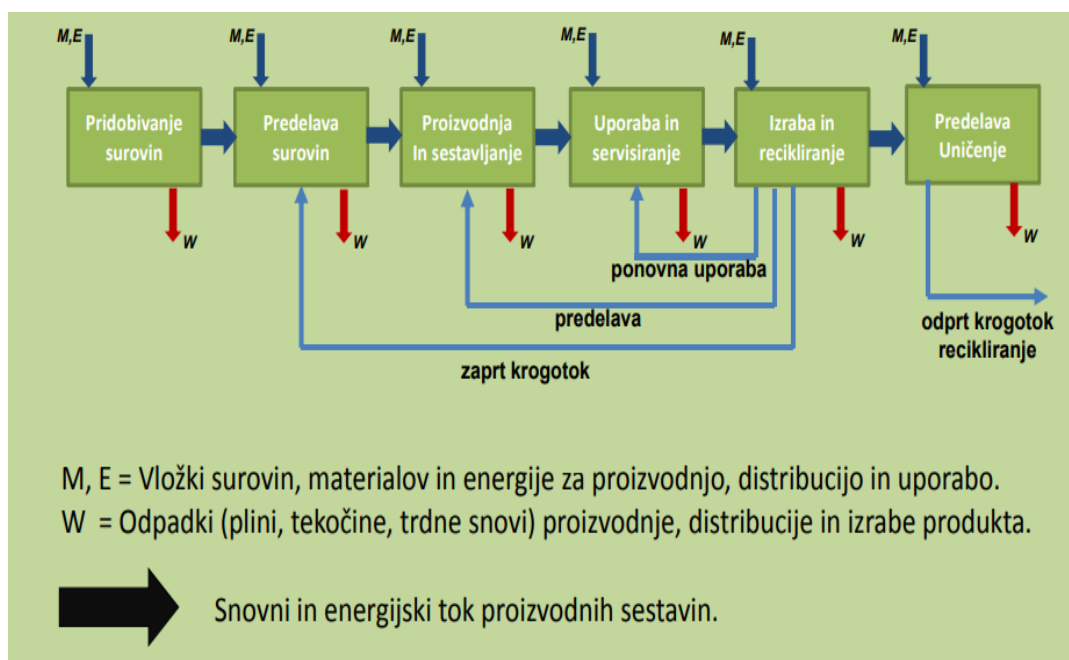 M,E
M,E
M,E
M,E
M,E
M,E
Pridobivanje
surovin
Predelava
surovin
Proizvodnja
In sestavljanje
Uporaba in
servisiranje
Izraba in
recikliranje
Predelava
Uničenje
W
W
W
W
W
W
ponovna uporaba
predelava
zaprt krogotok
odprt krogotok
recikliranje
M, E = Vložki surovin, materialov in energije za proizvodnjo, distribucijo in uporabo.
W = Odpadki (plini, tekočine, trdne snovi) proizvodnje, distribucije in izrabe produkta.
Snovni in energijski tok proizvodnih sestavin.